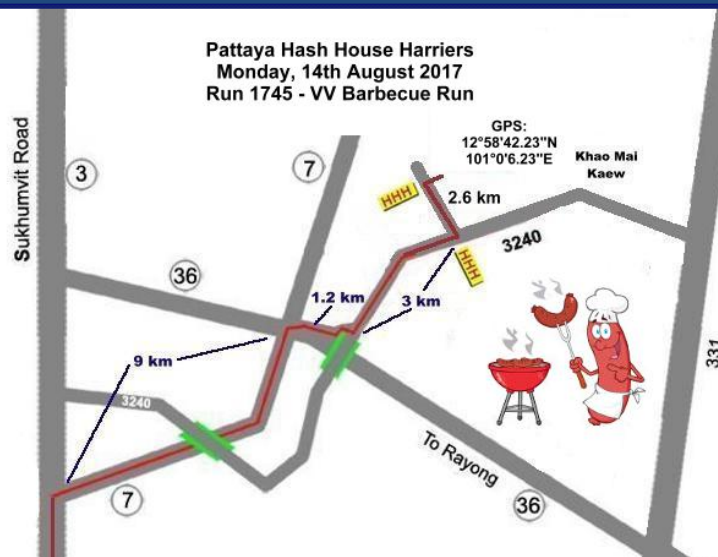 Pattaya Hash House Harriers
Monday, 14th August 2017
Run 1745 - VV Barbecue Run
GPS:
12°58'42.23"N
101°0'6.23"E
Khao Mai
Kaew
Sukhumvit Road
3
7
HHH
2.6 km
3240
HHH
36
1.2 km
3 km
9 km
331
3240
To Rayong
7
36